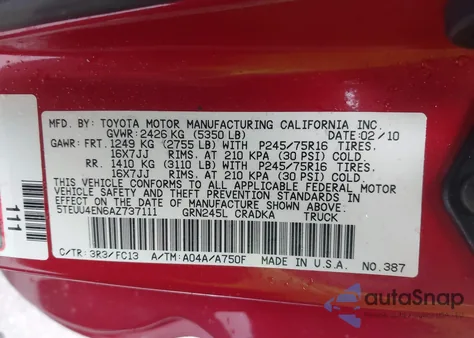 MFD. BY: TOYOTA MOTOR MANUFACTURING CALIFORNIA INC.
GVWR: 2426 KG (5350 LB) DATE: 02/10
GAWR: FRT. 1249 KG (2755 LB) WITH P245/75R16 TIRES.
16X7JJ RIMS. AT 210 KPA (30 PSI) COLD.
RR. 1410 KG (3110 LB) WITH P245/75R16 TIRES.
16X7JJ RIMS. AT 210 KPA (30 PSI) COLD.
THIS VEHICLE CONFORMS TO ALL APPLICABLE FEDERAL MOTOR
VEHICLE SAFETY AND THEFT PREVENTION STANDARDS IN
EFFECT ON THE DATE OF MANUFACTURE SHOWN ABOVE.
5TEUU4EN6AZ737111 GRN245L CRADKA TRUCK
C/TR: 3R3/FC13 A/TM: A04A/A750F MADE IN U.S.A. NO.387
111
autoSnap